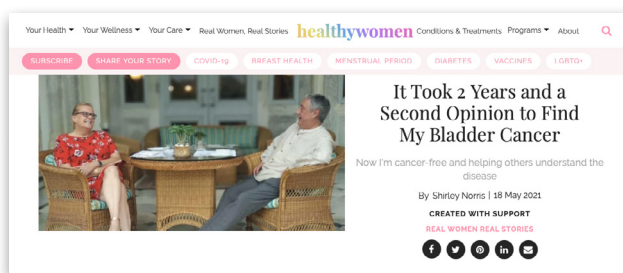 Your Health Your Wellness Your Care Real Women, Real Stories healthywomen Conditions & Treatments Programs About
SUBSCRIBE SHARE YOUR STORY COVID-19 BREAST HEALTH MENSTRUAL PERIOD DIABETES VACCINES LGBTQ+
It Took 2 Years and a
Second Opinion to Find
My Bladder Cancer
Now I'm cancer-free and helping others understand the
disease
By Shirley Norris | 18 May 2021
CREATED WITH SUPPORT
REAL WOMEN REAL STORIES